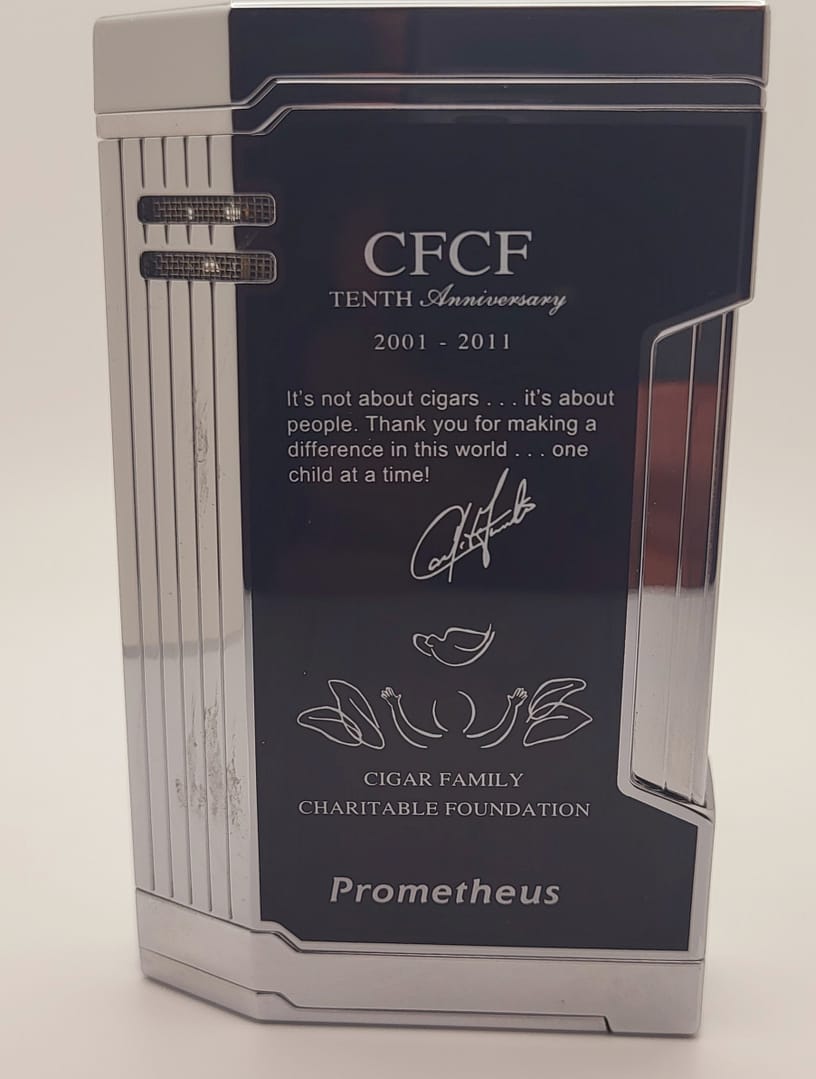 CFCF
TENTH Anniversary
2001 - 2011
It's not about cigars . . . it's about
people. Thank you for making a
difference in this world . . . one
child at a time!
CIGAR FAMILY
CHARITABLE FOUNDATION
Prometheus